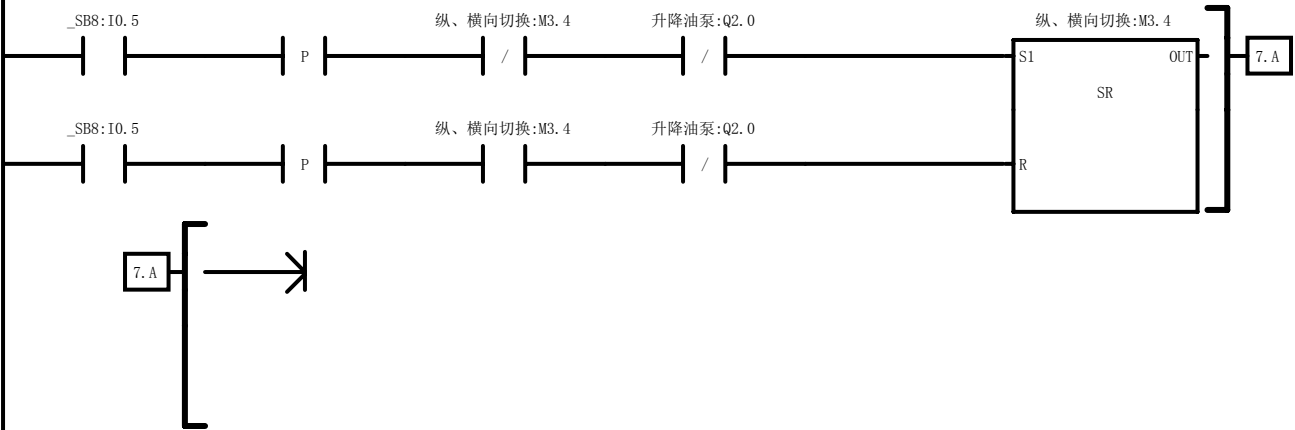 _SB8:I0.5 纵、横向切换:M3.4 升降油泵:Q2.0 纵、横向切换:M3.4
P / / S1 OUT 7.A
SR
_SB8:I0.5 纵、横向切换:M3.4 升降油泵:Q2.0
P / R
7.A